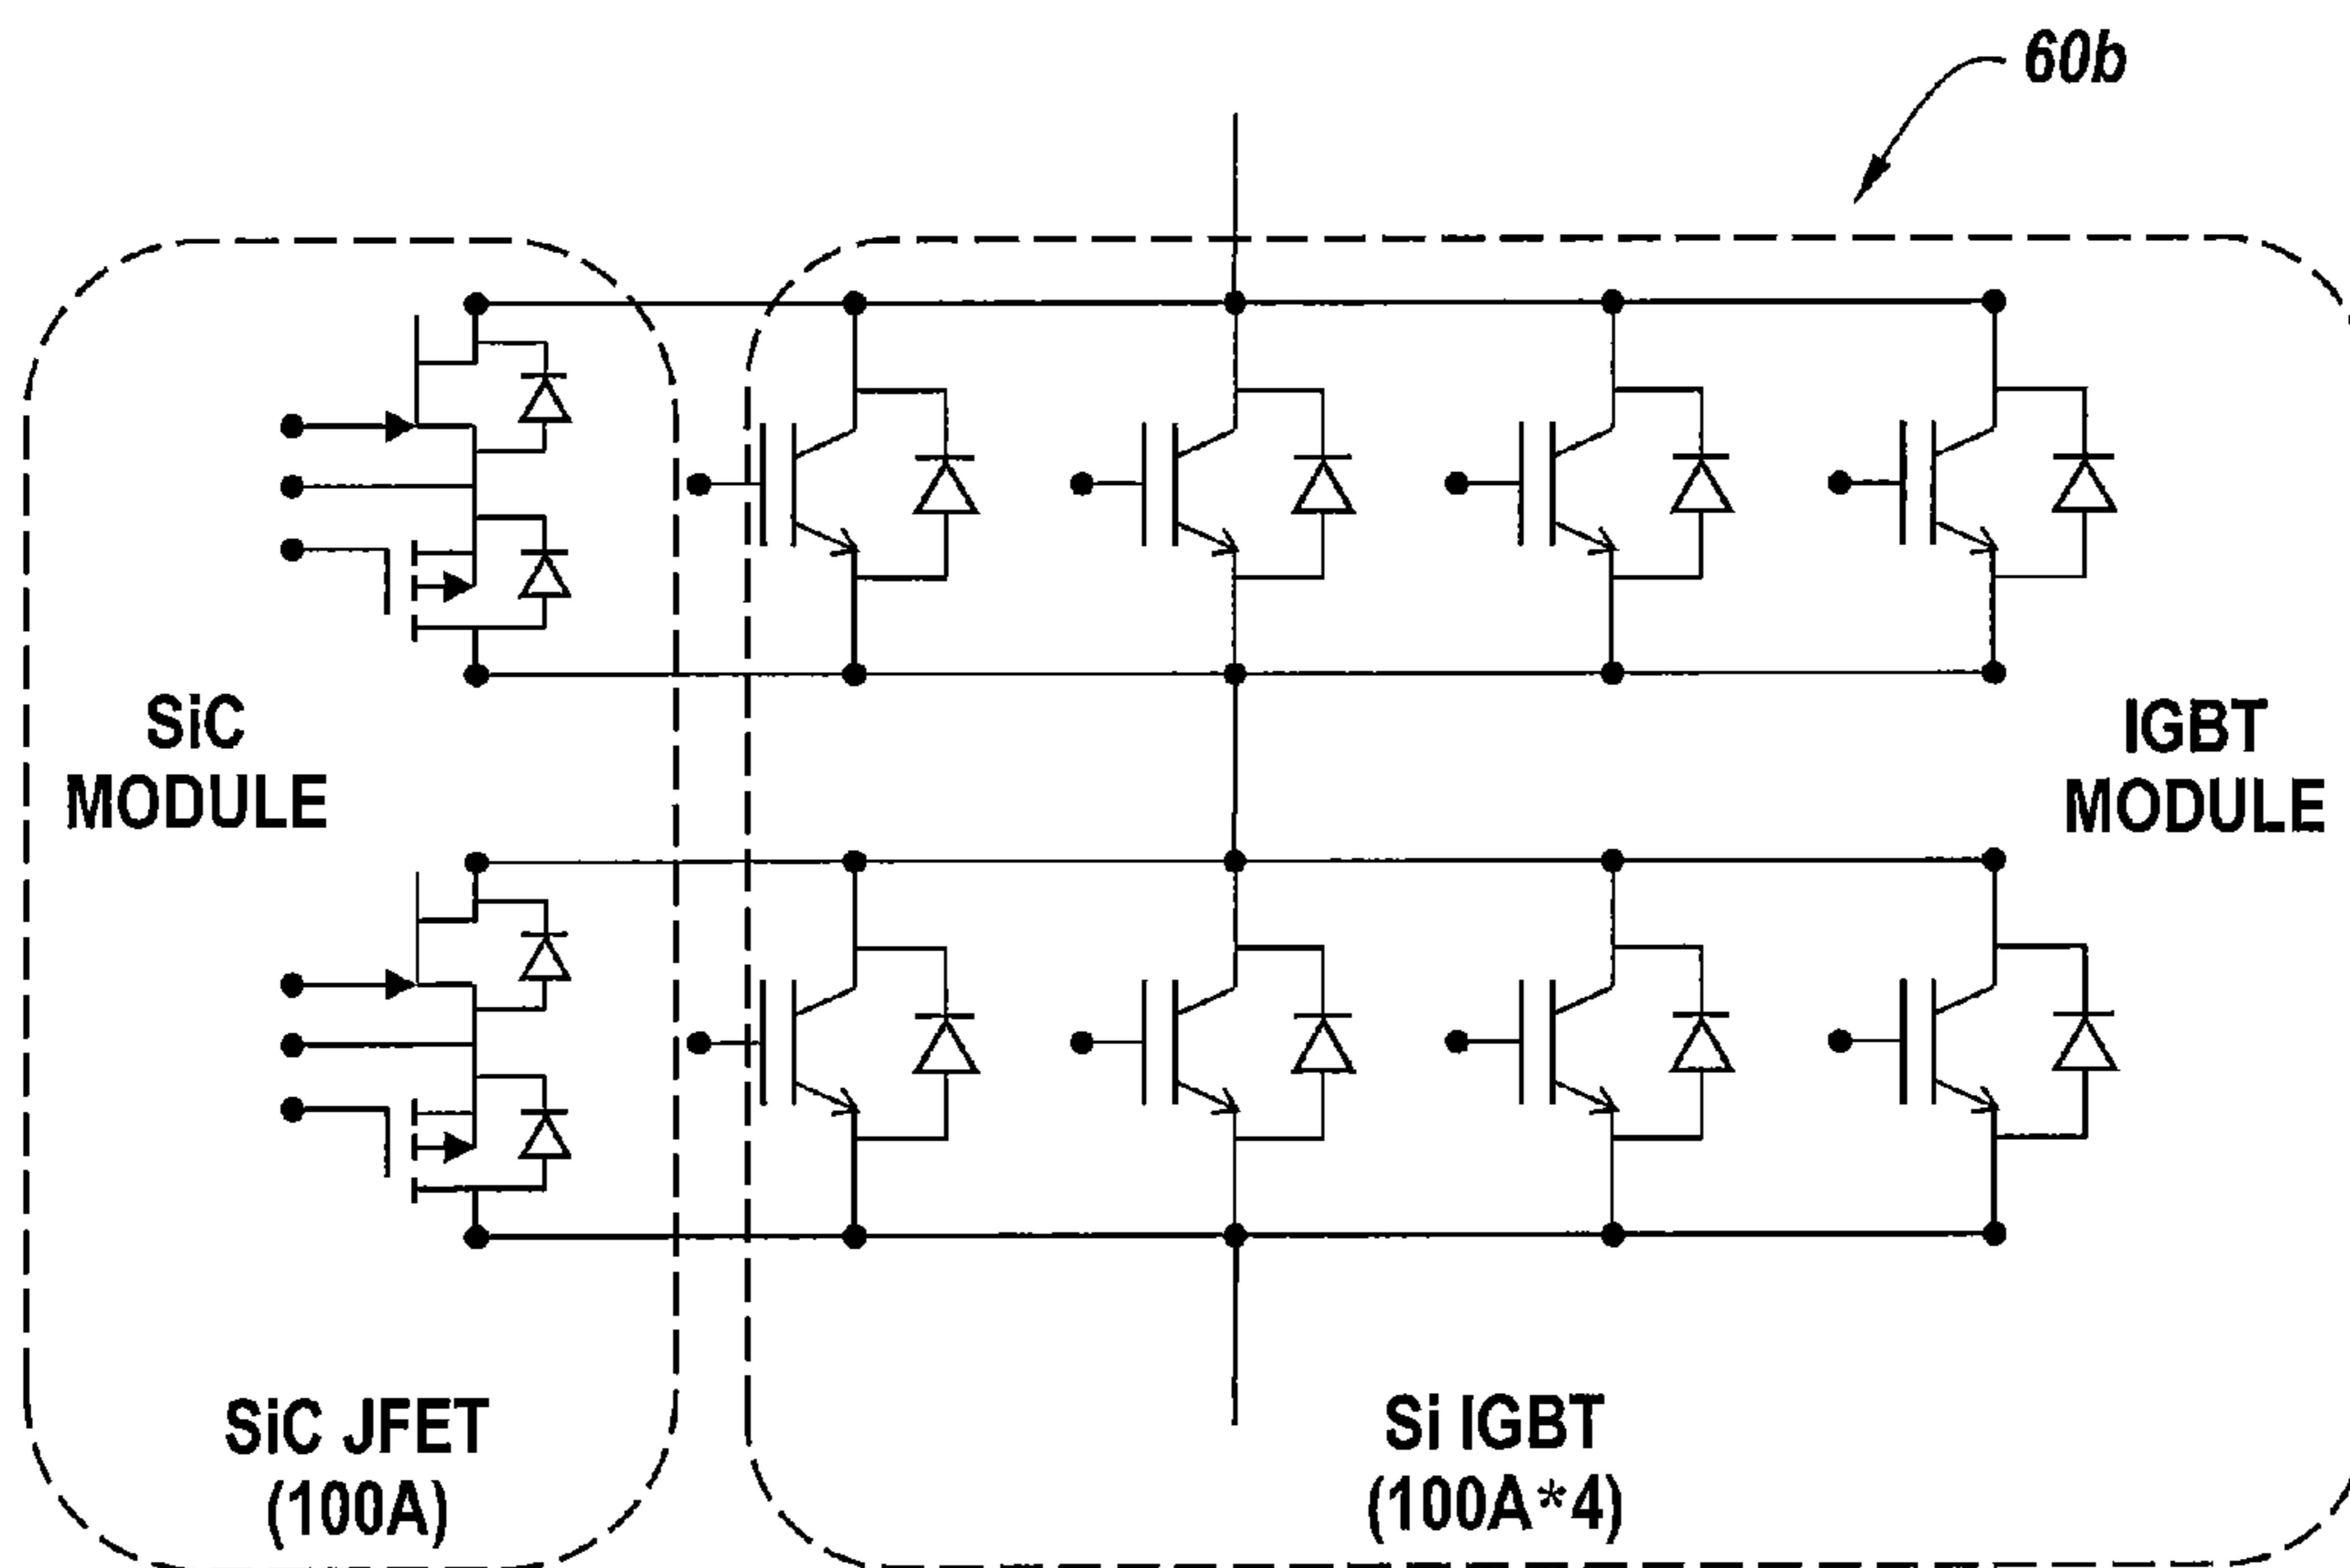 60b
SiC
MODULE
IGBT
MODULE
SiC JFET
(100A)
Si IGBT
(100A*4)